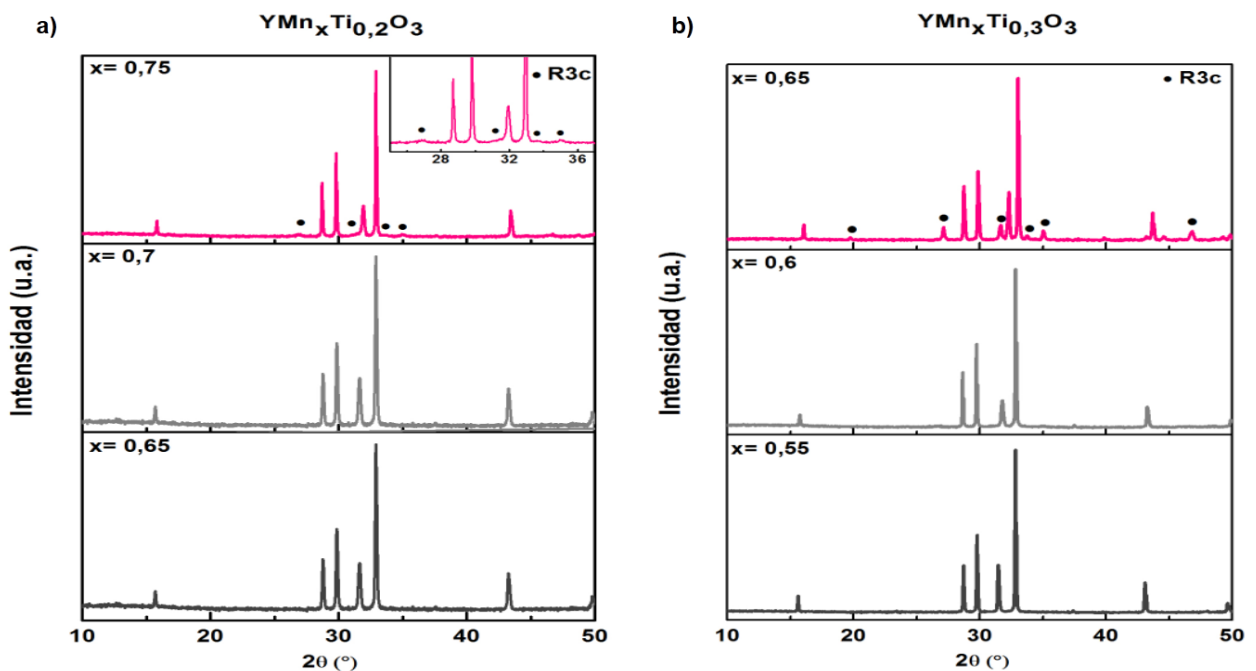 a)
YMnₓTi₀,₂O₃
x= 0,75
• R3c
28 32 36
x= 0,7
x= 0,65
Intensidad (u.a.)
10 20 30 40 50
2θ (°)
b)
YMnₓTi₀,₃O₃
x= 0,65
• R3c
x= 0,6
x= 0,55
Intensidad (u.a.)
10 20 30 40 50
2θ (°)